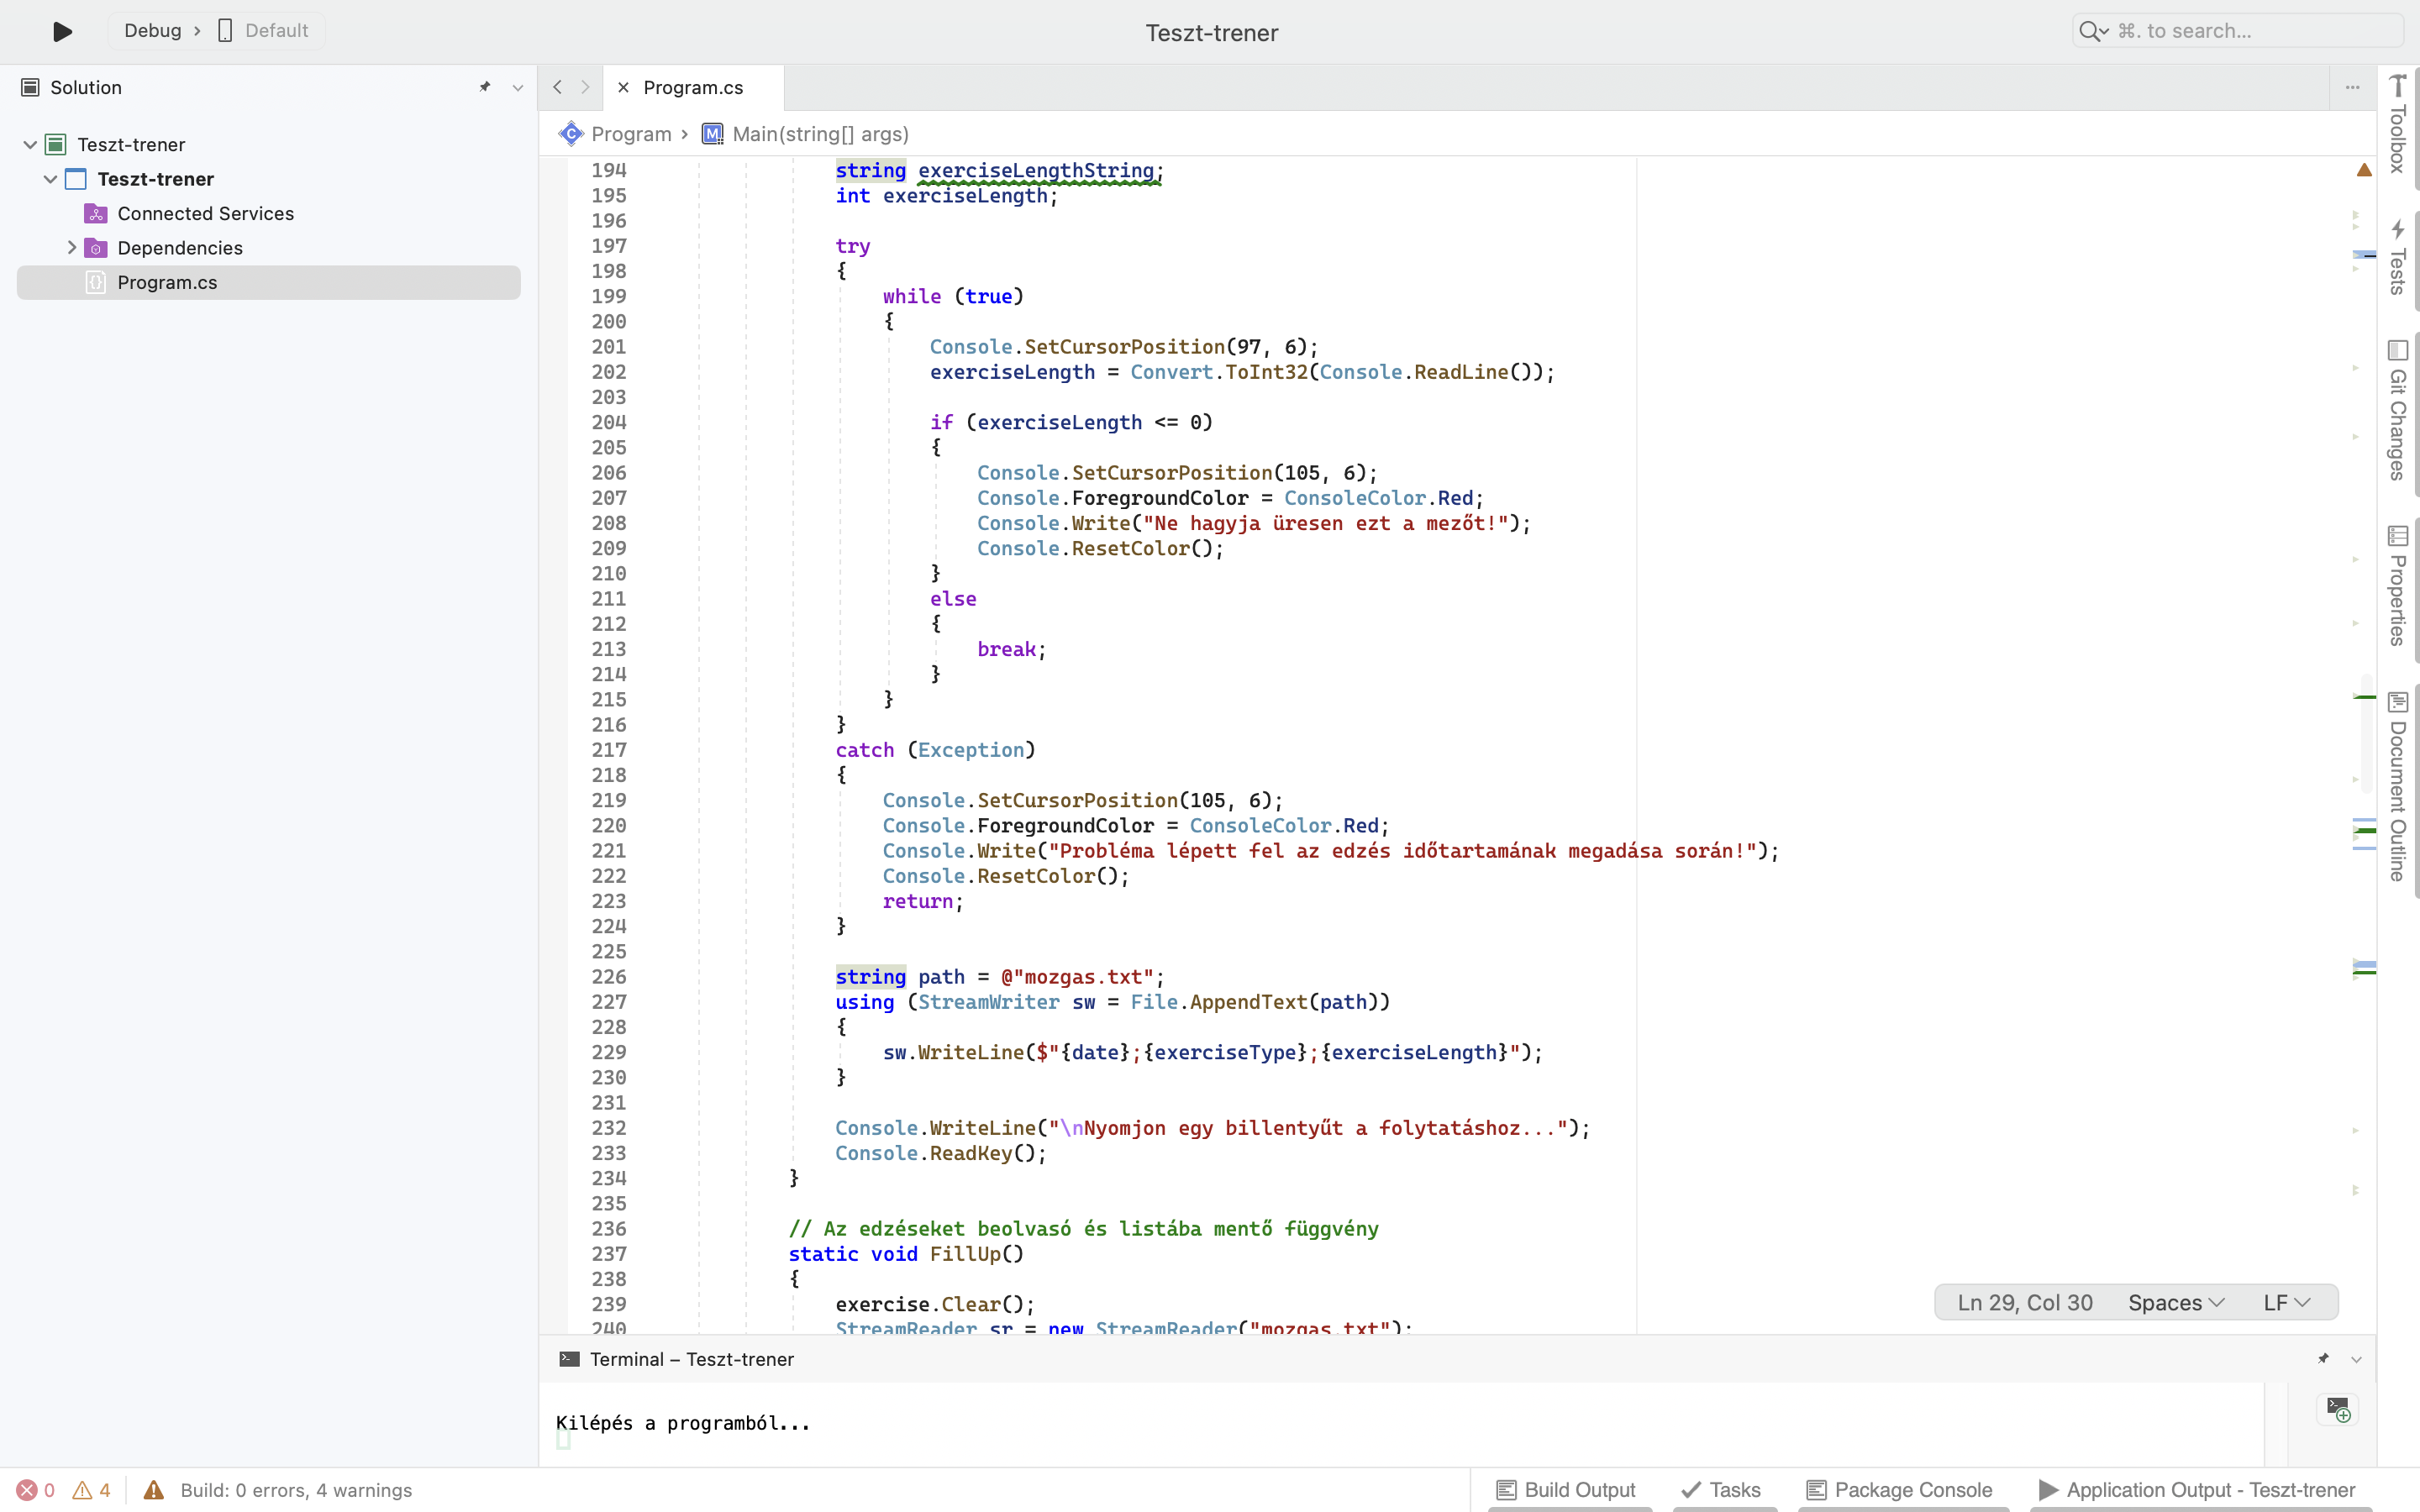 Debug › Default
Teszt-trener
⌘. to search...
Solution
Program.cs
Program › Main(string[] args)
Teszt-trener
Teszt-trener
Connected Services
Dependencies
Program.cs
194 string exerciseLengthString;
195 int exerciseLength;
196
197 try
198 {
199 while (true)
200 {
201 Console.SetCursorPosition(97, 6);
202 exerciseLength = Convert.ToInt32(Console.ReadLine());
203
204 if (exerciseLength <= 0)
205 {
206 Console.SetCursorPosition(105, 6);
207 Console.ForegroundColor = ConsoleColor.Red;
208 Console.Write("Ne hagyja üresen ezt a mezőt!");
209 Console.ResetColor();
210 }
211 else
212 {
213 break;
214 }
215 }
216 }
217 catch (Exception)
218 {
219 Console.SetCursorPosition(105, 6);
220 Console.ForegroundColor = ConsoleColor.Red;
221 Console.Write("Probléma lépett fel az edzés időtartamának megadása során!");
222 Console.ResetColor();
223 return;
224 }
225
226 string path = @"mozgas.txt";
227 using (StreamWriter sw = File.AppendText(path))
228 {
229 sw.WriteLine($"{date};{exerciseType};{exerciseLength}");
230 }
231
232 Console.WriteLine("\nNyomjon egy billentyűt a folytatáshoz...");
233 Console.ReadKey();
234 }
235
236 // Az edzéseket beolvasó és listába mentő függvény
237 static void FillUp()
238 {
239 exercise.Clear();
240 StreamReader sr = new StreamReader("mozgas.txt");
Ln 29, Col 30 Spaces LF
Toolbox
Tests
Git Changes
Properties
Document Outline
Terminal – Teszt-trener
Kilépés a programból...
0 4 Build: 0 errors, 4 warnings
Build Output Tasks Package Console Application Output - Teszt-trener